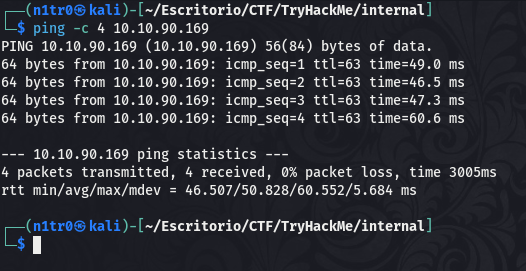 ┌──(n1tr0㉿kali)-[~/Escritorio/CTF/TryHackMe/internal]
└─$ ping -c 4 10.10.90.169
PING 10.10.90.169 (10.10.90.169) 56(84) bytes of data.
64 bytes from 10.10.90.169: icmp_seq=1 ttl=63 time=49.0 ms
64 bytes from 10.10.90.169: icmp_seq=2 ttl=63 time=46.5 ms
64 bytes from 10.10.90.169: icmp_seq=3 ttl=63 time=47.3 ms
64 bytes from 10.10.90.169: icmp_seq=4 ttl=63 time=60.6 ms
--- 10.10.90.169 ping statistics ---
4 packets transmitted, 4 received, 0% packet loss, time 3005ms
rtt min/avg/max/mdev = 46.507/50.828/60.552/5.684 ms
┌──(n1tr0㉿kali)-[~/Escritorio/CTF/TryHackMe/internal]
└─$